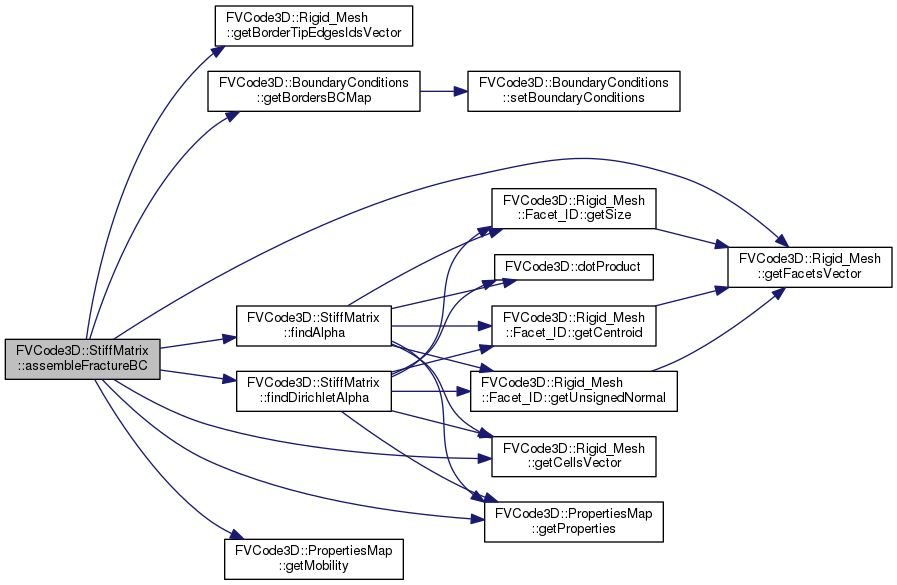 FVCode3D::Rigid_Mesh
::getBorderTipEdgesIdsVector
FVCode3D::BoundaryConditions
::getBordersBCMap
FVCode3D::BoundaryConditions
::setBoundaryConditions
FVCode3D::Rigid_Mesh
::Facet_ID::getSize
FVCode3D::dotProduct
FVCode3D::Rigid_Mesh
::getFacetsVector
FVCode3D::StiffMatrix
::findAlpha
FVCode3D::Rigid_Mesh
::Facet_ID::getCentroid
FVCode3D::StiffMatrix
::assembleFractureBC
FVCode3D::StiffMatrix
::findDirichletAlpha
FVCode3D::Rigid_Mesh
::Facet_ID::getUnsignedNormal
FVCode3D::Rigid_Mesh
::getCellsVector
FVCode3D::PropertiesMap
::getProperties
FVCode3D::PropertiesMap
::getMobility